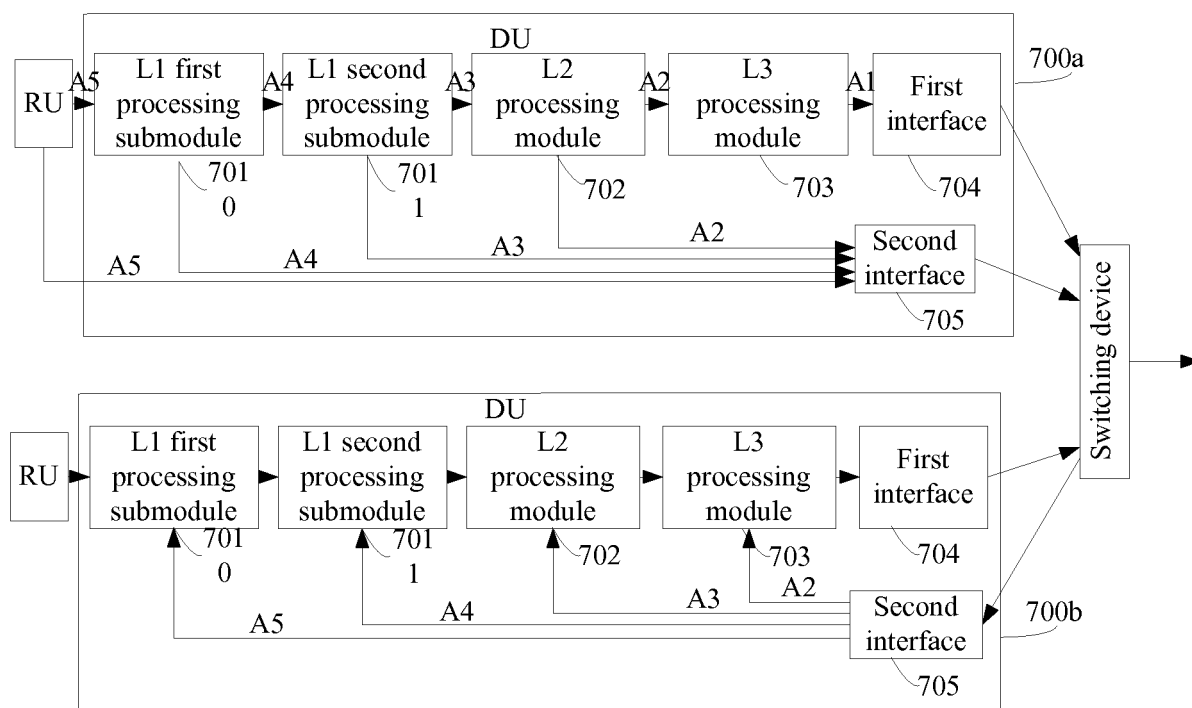 DU
700a
RU
A5
L1 first
processing
submodule
A4
L1 second
processing
submodule
A3
L2
processing
module
A2
L3
processing
module
A1
First
interface
701
0
701
1
702
703
704
A2
A3
A4
A5
Second
interface
705
Switching device
DU
RU
L1 first
processing
submodule
L1 second
processing
submodule
L2
processing
module
L3
processing
module
First
interface
701
0
701
1
702
703
704
A2
A3
A4
A5
Second
interface
705
700b